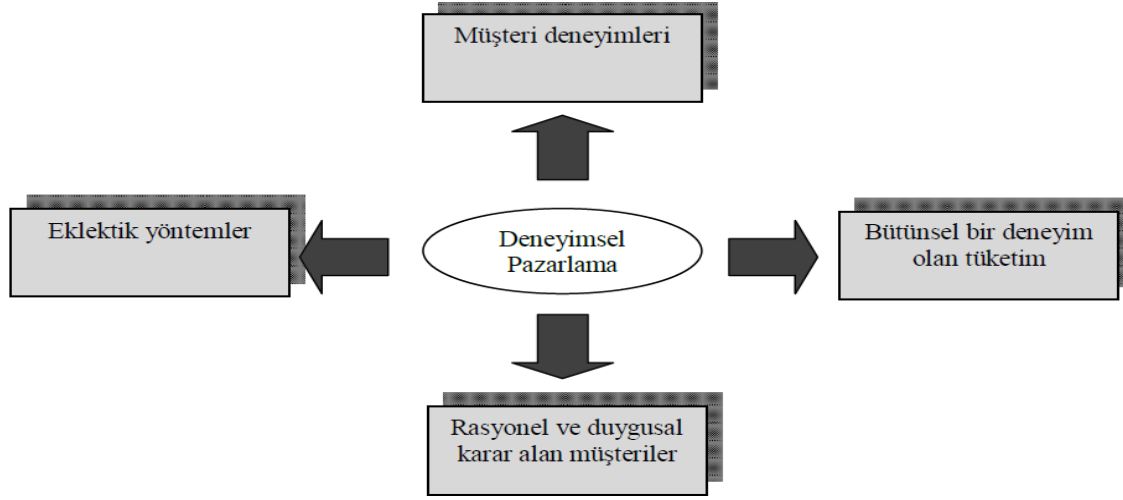 Müşteri deneyimleri
Eklektik yöntemler
Deneyimsel
Pazarlama
Bütünsel bir deneyim
olan tüketim
Rasyonel ve duygusal
karar alan müşteriler